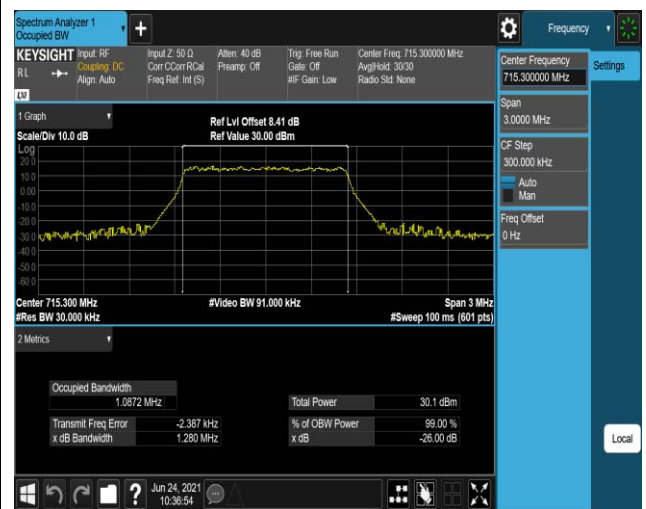 Spectrum Analyzer 1
Occupied BW
+
Frequency
KEYSIGHT
RL
LXI
Input: RF
Coupling: DC
Align: Auto
Input Z: 50 Ω
Corr CCorr RCal
Freq Ref: Int (S)
Atten: 40 dB
Preamp: Off
Trig: Free Run
Gate: Off
#IF Gain: Low
Center Freq: 715.300000 MHz
Avg|Hold: 30/30
Radio Std: None
Center Frequency
715.300000 MHz
Settings
Span
3.0000 MHz
CF Step
300.000 kHz
Auto
Man
Freq Offset
0 Hz
1 Graph
Scale/Div 10.0 dB
Ref Lvl Offset 8.41 dB
Ref Value 30.00 dBm
Log
20.0
10.0
0.00
-10.0
-20.0
-30.0
-40.0
-50.0
-60.0
Center 715.300 MHz
#Video BW 91.000 kHz
Span 3 MHz
#Res BW 30.000 kHz
#Sweep 100 ms (601 pts)
2 Metrics
Occupied Bandwidth
1.0872 MHz
Total Power 30.1 dBm
Transmit Freq Error -2.387 kHz
% of OBW Power 99.00 %
x dB Bandwidth 1.280 MHz
x dB -26.00 dB
Local
?
Jun 24, 2021
10:36:54